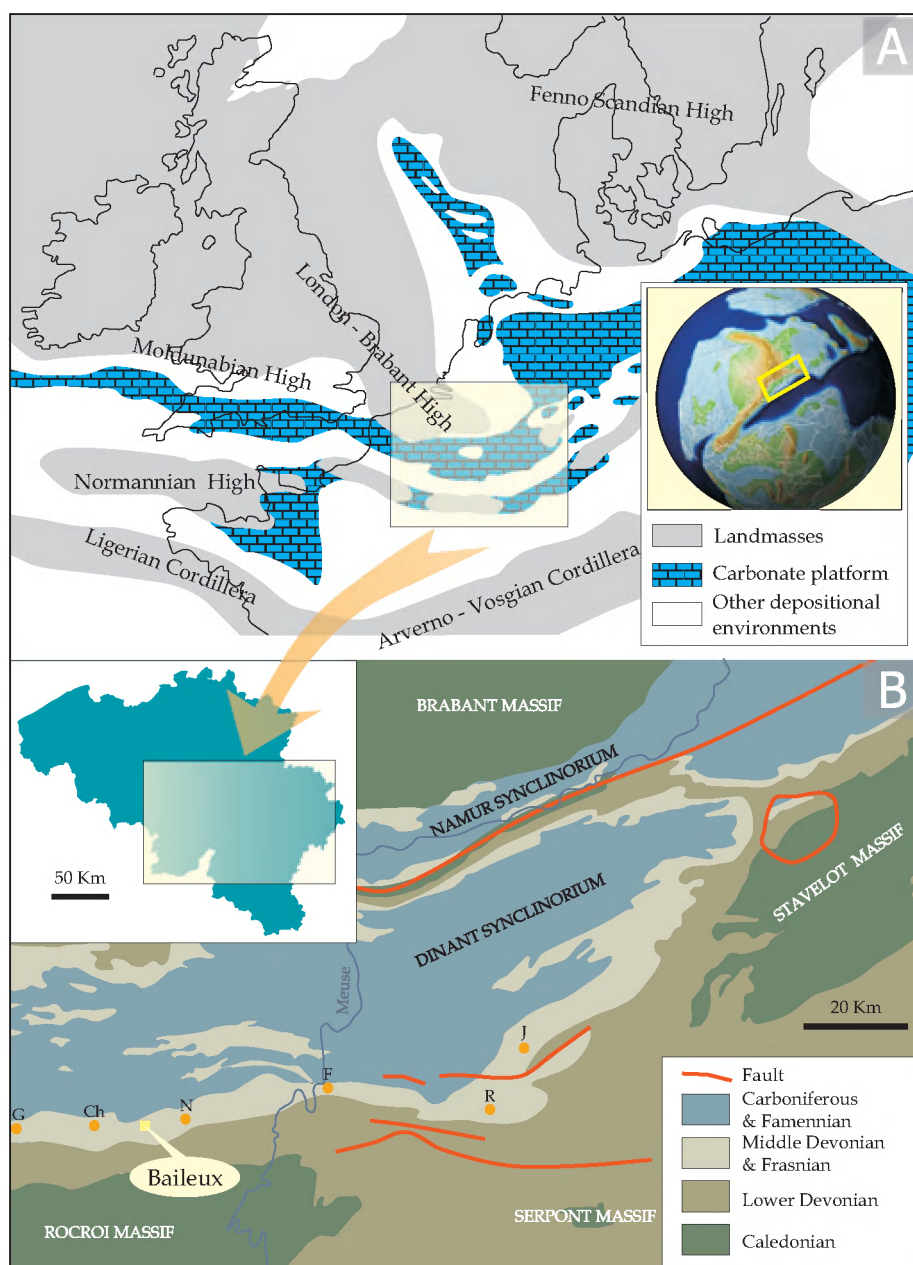 A
Fenno Scandian High
London - Brabant High
Moldunabian High
Normannian High
Ligerian Cordillera
Arverno - Vosgian Cordillera
Landmasses
Carbonate platform
Other depositional
environments
B
BRABANT MASSIF
NAMUR SYNCLINORIUM
STAVELOT MASSIF
DINANT SYNCLINORIUM
50 Km
Meuse
20 Km
J
F
R
G
Ch
N
Baileux
ROCROI MASSIF
SERPONT MASSIF
Fault
Carboniferous
& Famennian
Middle Devonian
& Frasnian
Lower Devonian
Caledonian